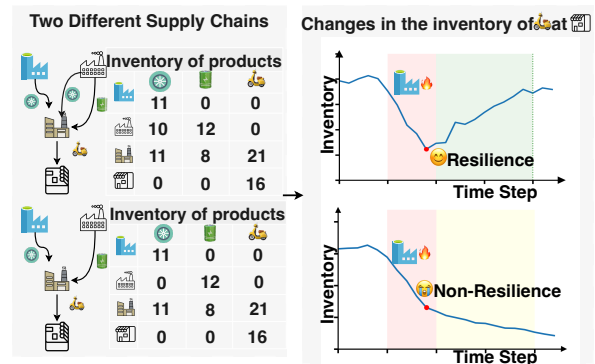 Two Different Supply Chains
Inventory of products
11 0 0
10 12 0
11 8 21
0 0 16
Inventory of products
11 0 0
0 12 0
11 8 21
0 0 16
Changes in the inventory of at
Inventory
Resilience
Time Step
Inventory
Non-Resilience
Time Step